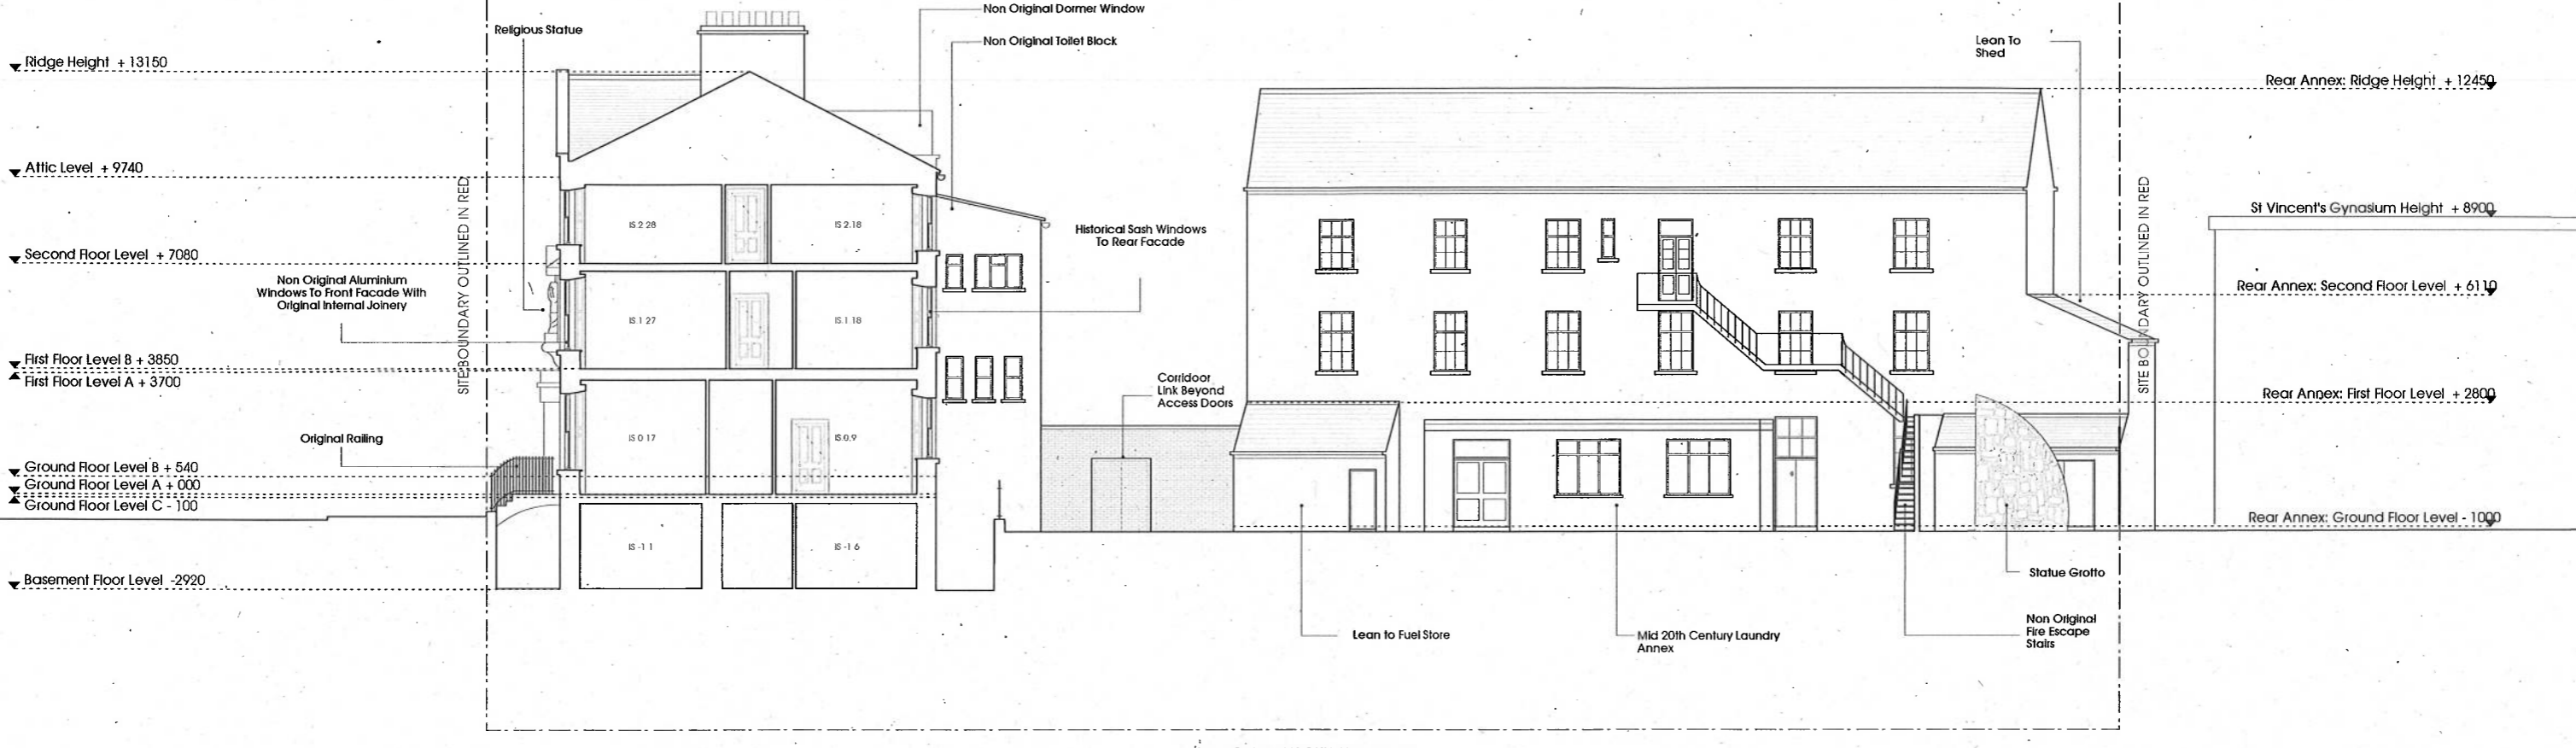 Non Original Dormer Window
Religious Statue
Non Original Toilet Block
Lean To
Shed
Ridge Height + 13150
Rear Annex: Ridge Height + 12450
Attic Level + 9740
SITE BOUNDARY OUTLINED IN RED
SITE BOUNDARY OUTLINED IN RED
St Vincent's Gynasium Height + 8900
IS 2 28
IS 2.18
Historical Sash Windows
To Rear Facade
Second Floor Level + 7080
Non Original Aluminium
Windows To Front Facade With
Original Internal Joinery
Rear Annex: Second Floor Level + 6110
IS 1 27
IS 1 18
First Floor Level B + 3850
First Floor Level A + 3700
Corridoor
Link Beyond
Access Doors
Rear Annex: First Floor Level + 2800
Original Railing
IS 0 17
IS 0.9
Ground Floor Level B + 540
Ground Floor Level A + 000
Ground Floor Level C - 100
Rear Annex: Ground Floor Level - 1000
IS -1 1
IS -1 6
Basement Floor Level -2920
Statue Grotto
Lean to Fuel Store
Mid 20th Century Laundry
Annex
Non Original
Fire Escape
Stairs